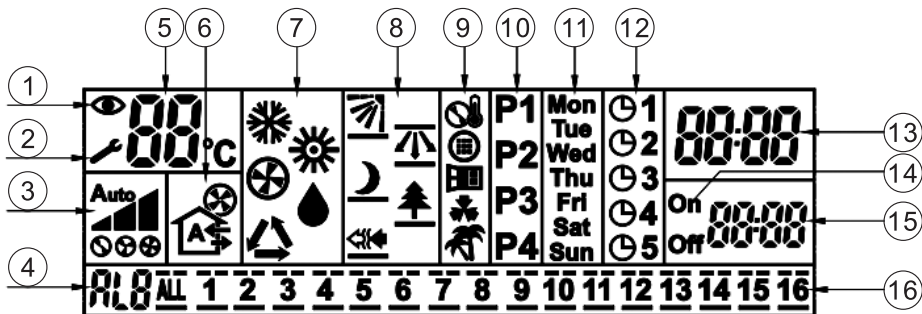 5 6 7 8 9 10 11 12
1
2
3
4
13
14
15
16
88 °C
Auto
A
P1
P2
P3
P4
Mon
Tue
Wed
Thu
Fri
Sat
Sun
1
2
3
4
5
88:88
On
Off
88:88
AL8 ALL 1 2 3 4 5 6 7 8 9 10 11 12 13 14 15 16